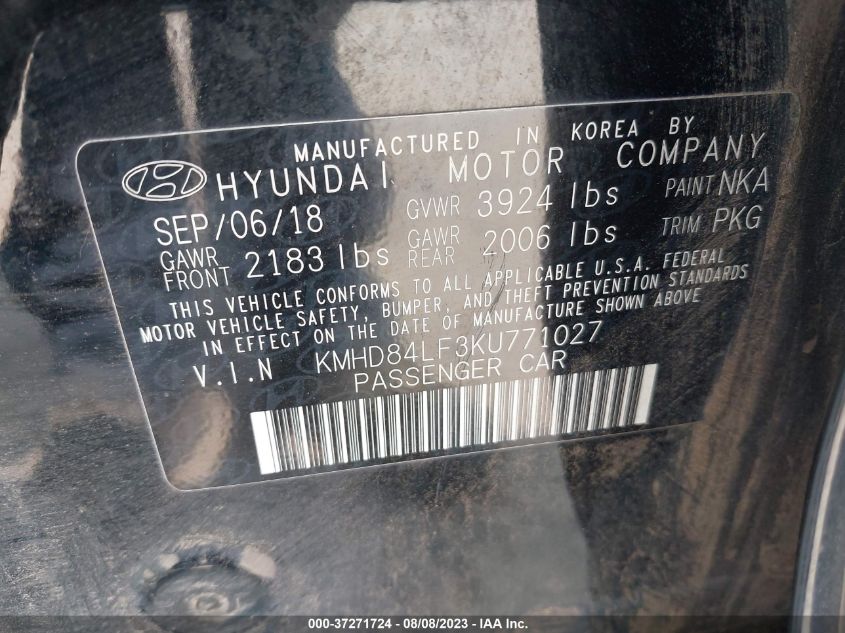 MANUFACTURED IN KOREA BY
HYUNDAI MOTOR COMPANY
SEP/06/18 GVWR 3924 lbs PAINT NKA
GAWR FRONT 2183 lbs GAWR REAR 2006 lbs TRIM PKG
THIS VEHICLE CONFORMS TO ALL APPLICABLE U.S.A. FEDERAL
MOTOR VEHICLE SAFETY, BUMPER, AND THEFT PREVENTION STANDARDS
IN EFFECT ON THE DATE OF MANUFACTURE SHOWN ABOVE
V.I.N KMHD84LF3KU771027
PASSENGER CAR
000-37271724 - 08/08/2023 - IAA Inc.